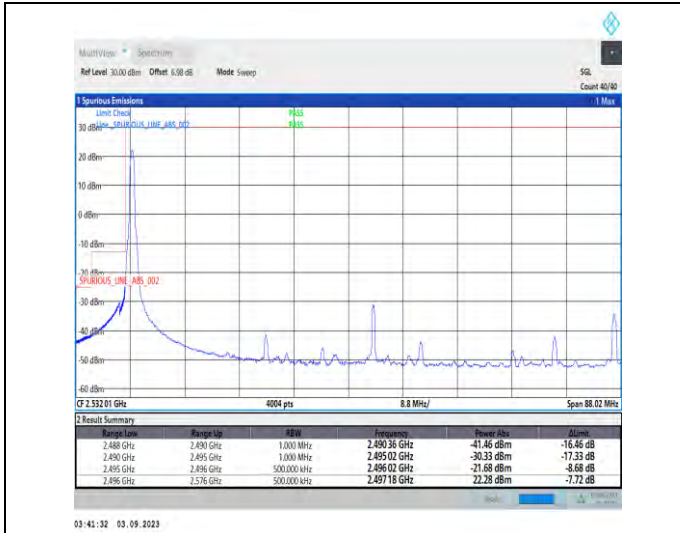 MultiView Spectrum
Ref Level 30.00 dBm Offset 6.98 dB Mode Sweep SGL
Count 40/40
1 Spurious Emissions 1 Max
Limit Check PASS
Line _SPURIOUS_LINE_ABS_002 PASS
30 dBm
20 dBm
10 dBm
0 dBm
-10 dBm
-20 dBm
_SPURIOUS_LINE_ABS_002
-30 dBm
-40 dBm
-50 dBm
-60 dBm
CF 2.532 01 GHz 4004 pts 8.8 MHz/ Span 88.02 MHz
2 Result Summary
Range Low Range Up RBW Frequency Power Abs ΔLimit
2.488 GHz 2.490 GHz 1.000 MHz 2.490 36 GHz -41.46 dBm -16.46 dB
2.490 GHz 2.495 GHz 1.000 MHz 2.495 02 GHz -30.33 dBm -17.33 dB
2.495 GHz 2.496 GHz 500.000 kHz 2.496 02 GHz -21.68 dBm -8.68 dB
2.496 GHz 2.576 GHz 500.000 kHz 2.497 18 GHz 22.28 dBm -7.72 dB
03:41:32 03.09.2023